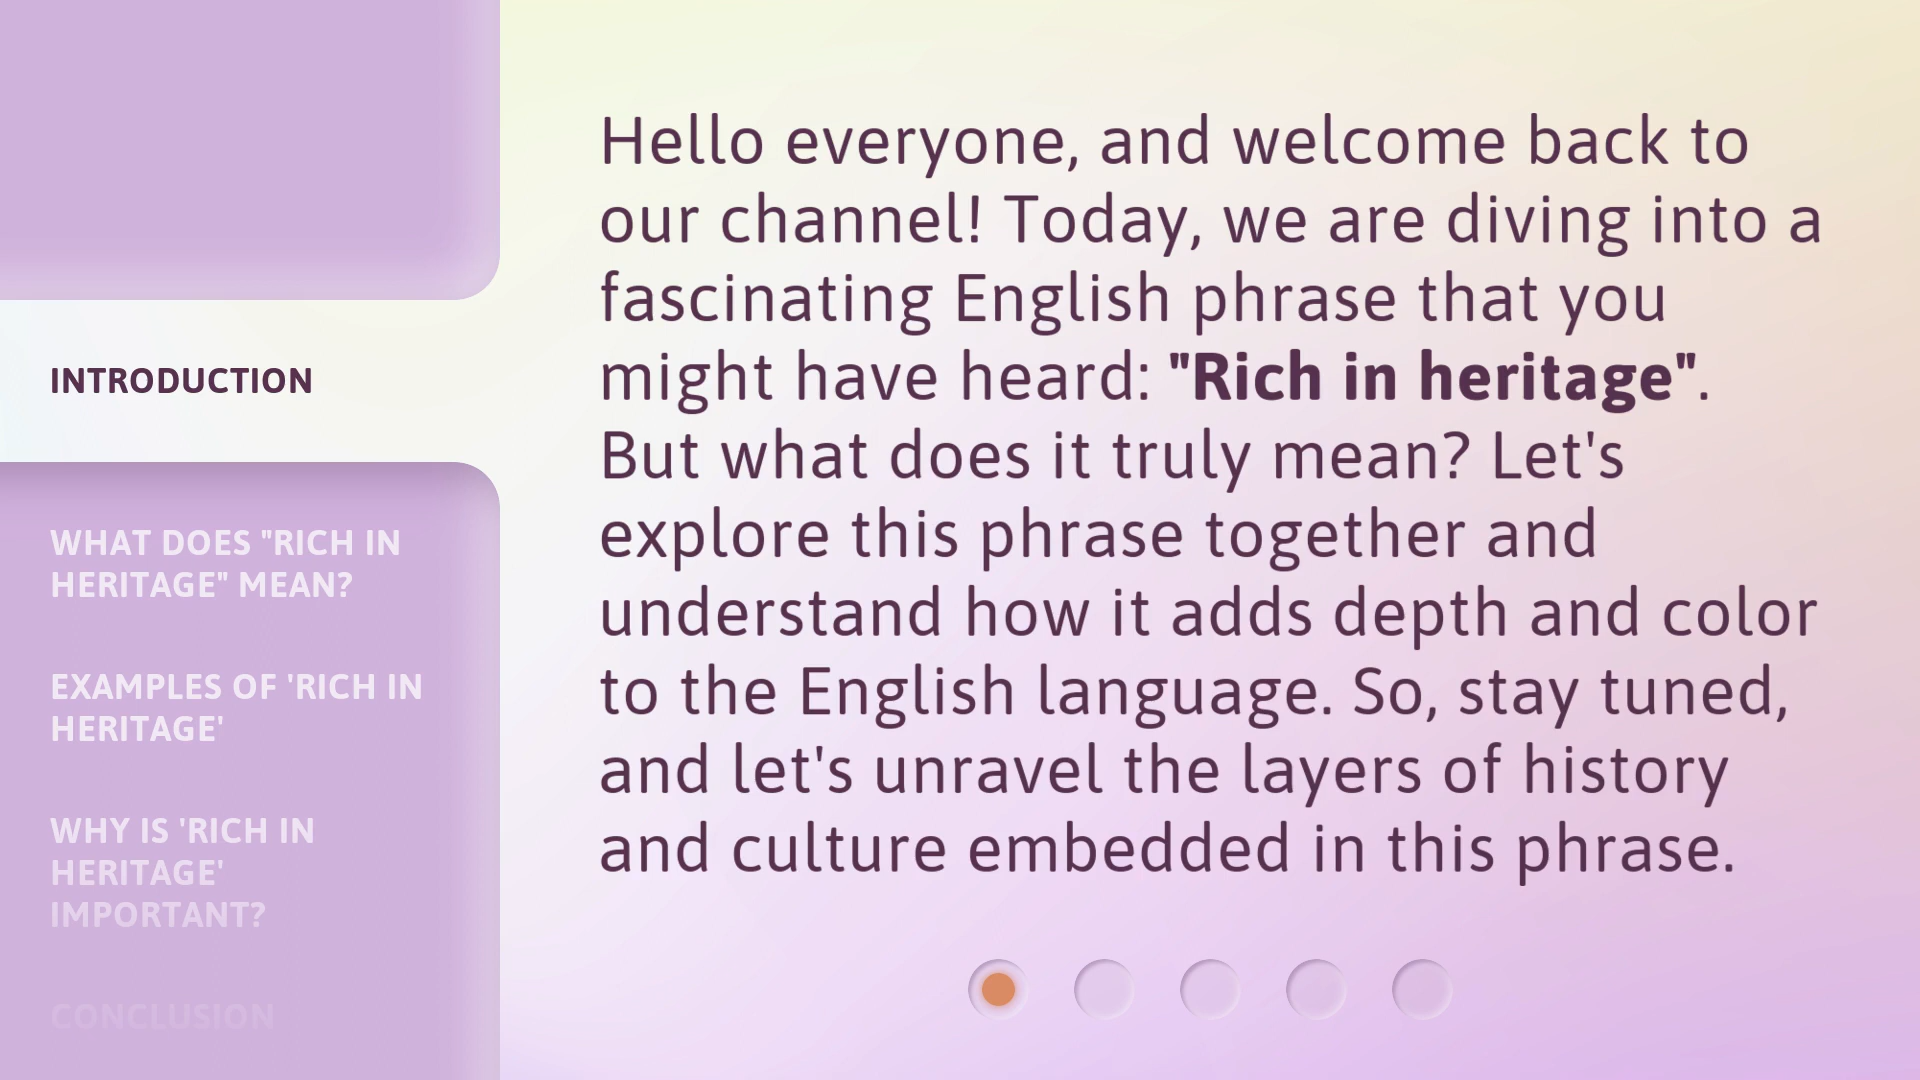 INTRODUCTION
WHAT DOES "RICH IN
HERITAGE" MEAN?
EXAMPLES OF 'RICH IN
HERITAGE'
WHY IS 'RICH IN
HERITAGE'
IMPORTANT?
CONCLUSION
Hello everyone, and welcome back to
our channel! Today, we are diving into a
fascinating English phrase that you
might have heard: "Rich in heritage".
But what does it truly mean? Let's
explore this phrase together and
understand how it adds depth and color
to the English language. So, stay tuned,
and let's unravel the layers of history
and culture embedded in this phrase.